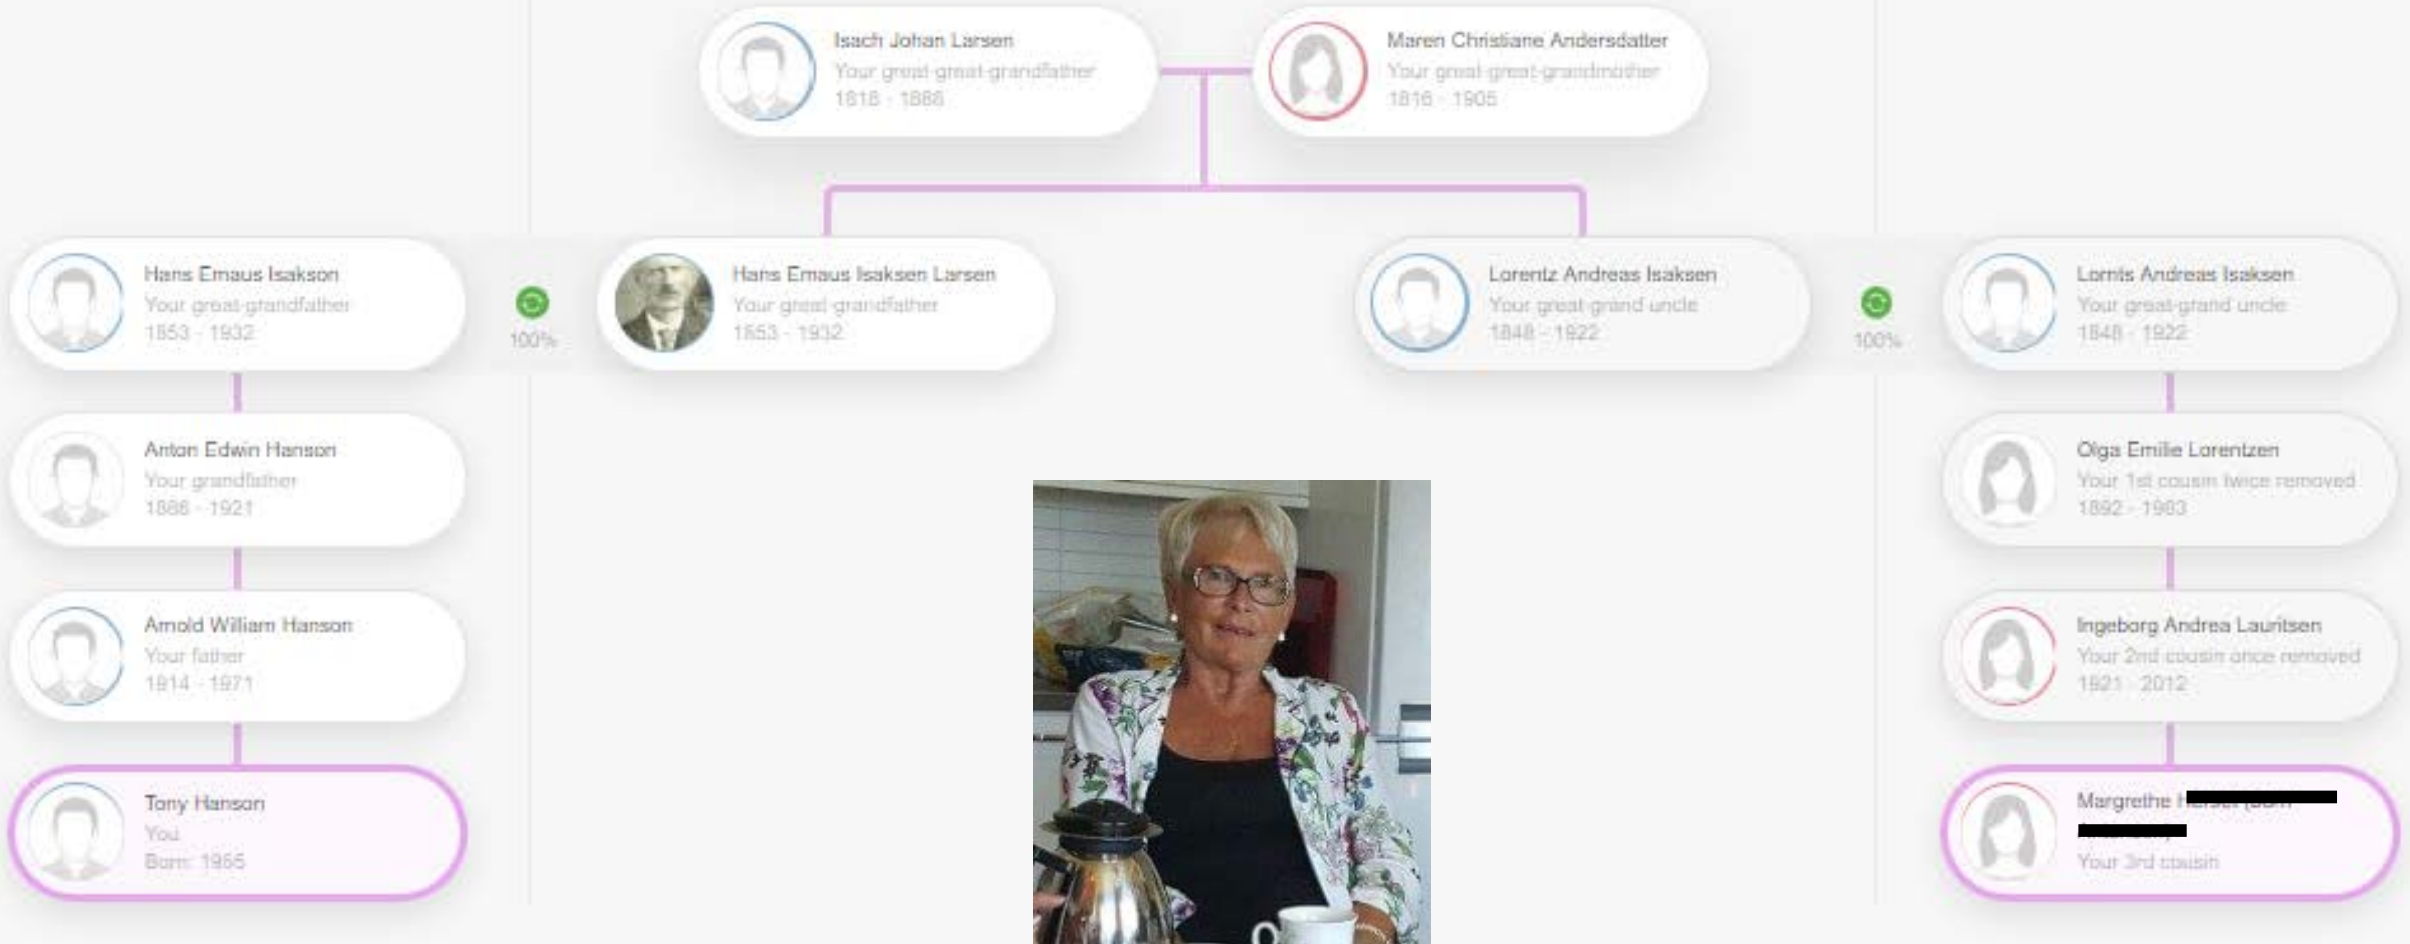 Isach Johan Larsen
Your great-great-grandfather
1818 - 1888
Maren Christiane Andersdatter
Your great-great-grandmother
1816 - 1905
Hans Emaus Isakson
Your great-grandfather
1853 - 1932
100%
Hans Emaus Isaksen Larsen
Your great-grandfather
1853 - 1932
Lorentz Andreas Isaksen
Your great-grand uncle
1848 - 1922
100%
Lornts Andreas Isaksen
Your great-grand uncle
1848 - 1922
Anton Edwin Hanson
Your grandfather
1886 - 1921
Olga Emilie Lorentzen
Your 1st cousin twice removed
1892 - 1983
Arnold William Hanson
Your father
1914 - 1971
Ingeborg Andrea Lauritsen
Your 2nd cousin once removed
1921 - 2012
Tony Hanson
You
Born:
Margrethe
Your 3rd cousin